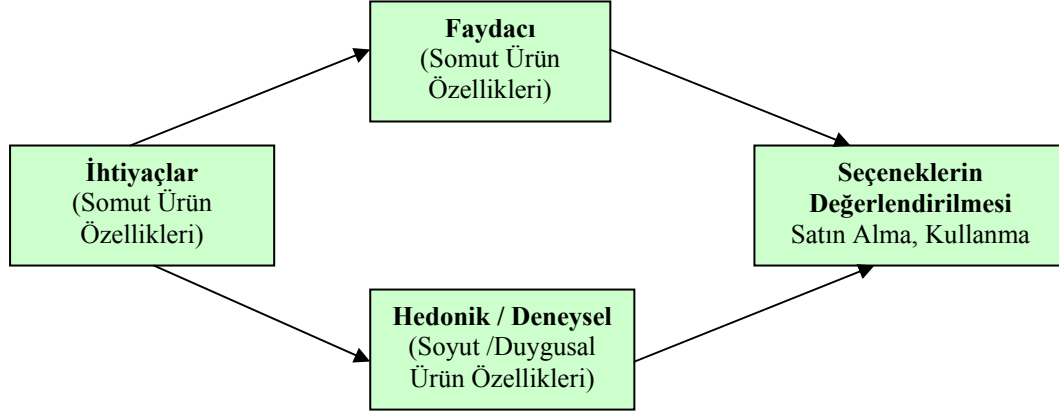 Faydacı
(Somut Ürün
Özellikleri)
İhtiyaçlar
(Somut Ürün
Özellikleri)
Seçeneklerin
Değerlendirilmesi
Satın Alma, Kullanma
Hedonik / Deneysel
(Soyut /Duygusal
Ürün Özellikleri)